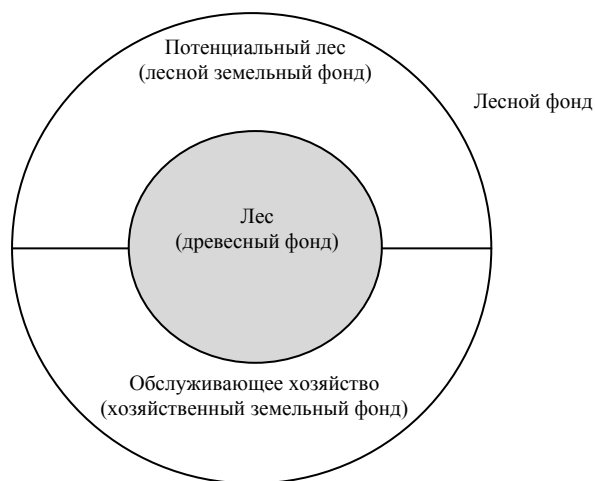 Потенциальный лес
(лесной земельный фонд)
Лесной фонд
Лес
(древесный фонд)
Обслуживающее хозяйство
(хозяйственный земельный фонд)